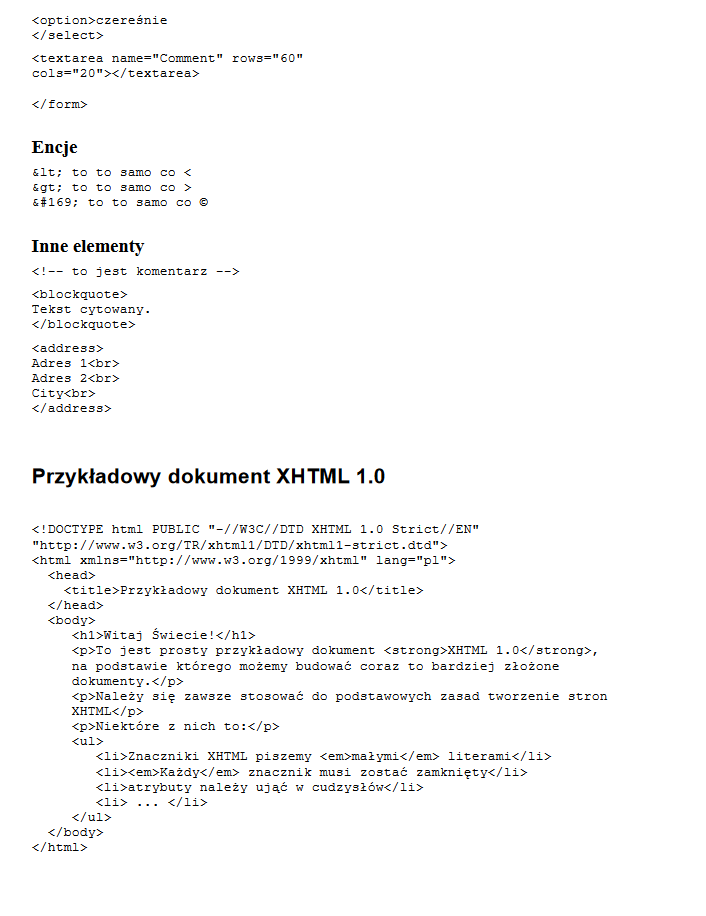 <option>czereśnie
</select>
<textarea name="Comment" rows="60"
cols="20"></textarea>
</form>
Encje
&lt; to to samo co <
&gt; to to samo co >
&#169; to to samo co ©
Inne elementy
<!-- to jest komentarz -->
<blockquote>
Tekst cytowany.
</blockquote>
<address>
Adres 1<br>
Adres 2<br>
City<br>
</address>
Przykładowy dokument XHTML 1.0
<!DOCTYPE html PUBLIC "-//W3C//DTD XHTML 1.0 Strict//EN"
"http://www.w3.org/TR/xhtml1/DTD/xhtml1-strict.dtd">
<html xmlns="http://www.w3.org/1999/xhtml" lang="pl">
<head>
<title>Przykładowy dokument XHTML 1.0</title>
</head>
<body>
<h1>Witaj Świecie!</h1>
<p>To jest prosty przykładowy dokument <strong>XHTML 1.0</strong>,
na podstawie którego możemy budować coraz to bardziej złożone
dokumenty.</p>
<p>Należy się zawsze stosować do podstawowych zasad tworzenie stron
XHTML</p>
<p>Niektóre z nich to:</p>
<ul>
<li>Znaczniki XHTML piszemy <em>małymi</em> literami</li>
<li><em>Każdy</em> znacznik musi zostać zamknięty</li>
<li>atrybuty należy ująć w cudzysłów</li>
<li> ... </li>
</ul>
</body>
</html>